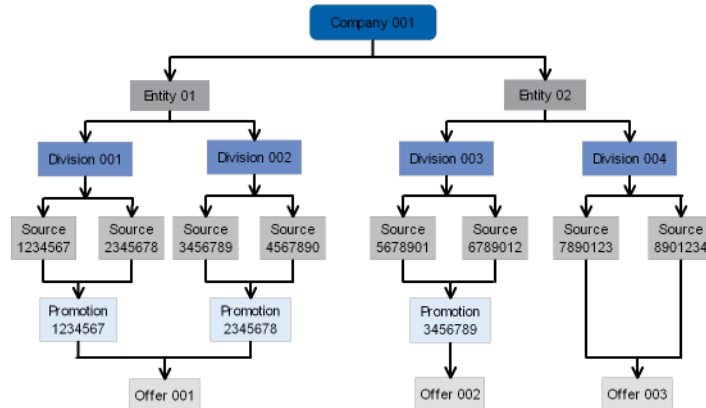 Company 001
Entity 01
Entity 02
Division 001
Division 002
Division 003
Division 004
Source
1234567
Source
2345678
Source
3456789
Source
4567890
Source
5678901
Source
6789012
Source
7890123
Source
8901234
Promotion
1234567
Promotion
2345678
Promotion
3456789
Offer 001
Offer 002
Offer 003